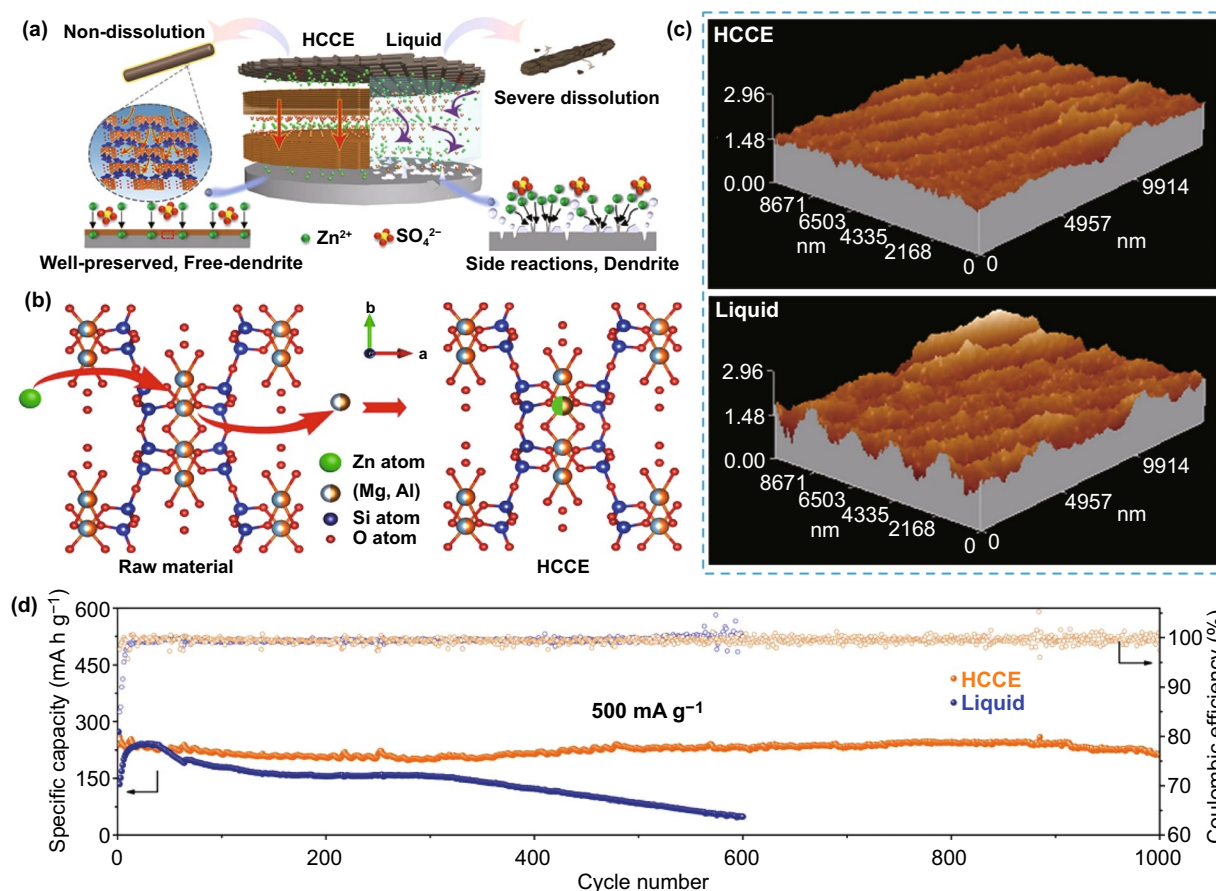 (a)
Non-dissolution
HCCE
Liquid
Severe dissolution
Zn²⁺
SO₄²⁻
Well-preserved, Free-dendrite
Side reactions, Dendrite
(b)
b
a
Zn atom
(Mg, Al)
Si atom
O atom
Raw material
HCCE
(c)
HCCE
2.96
1.48
0.00
8671
6503
4335
2168
0
nm
0
4957
9914
nm
Liquid
2.96
1.48
0.00
8671
6503
4335
2168
0
nm
0
4957
9914
nm
(d)
Specific capacity (mA h g⁻¹)
600
450
300
150
0
500 mA g⁻¹
HCCE
Liquid
100
90
80
70
60
Coulombic efficiency (%)
0
200
400
600
800
1000
Cycle number